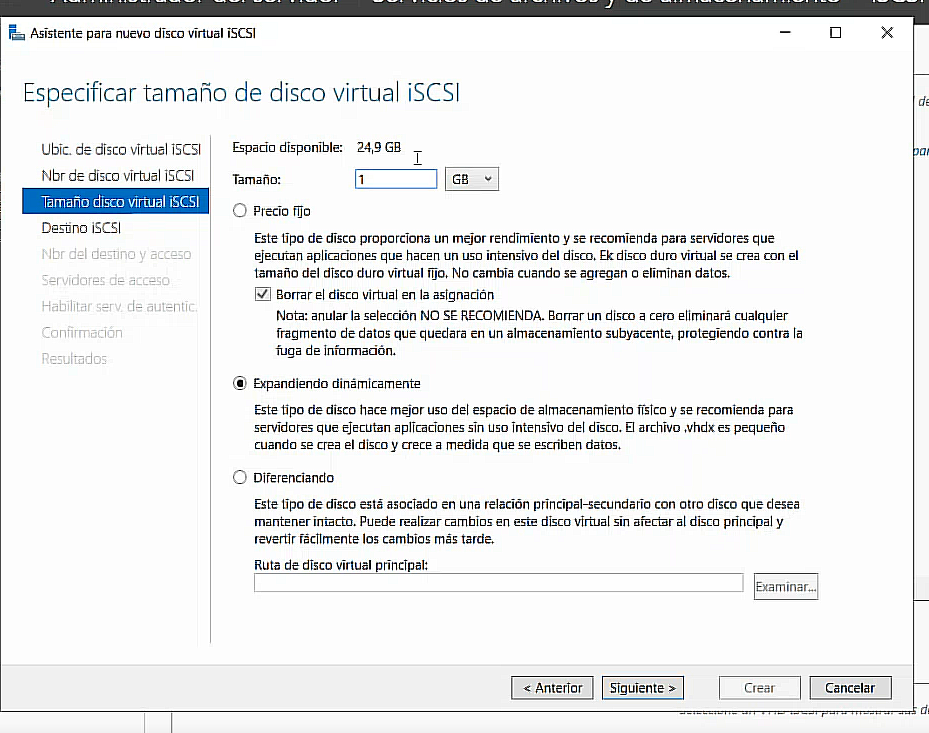 Administrador del servidor   Servicios de archivos y de almacenamiento   iSCSI
Asistente para nuevo disco virtual iSCSI
Especificar tamaño de disco virtual iSCSI
Ubic. de disco virtual iSCSI
Nbr de disco virtual iSCSI
Tamaño disco virtual iSCSI
Destino iSCSI
Nbr del destino y acceso
Servidores de acceso
Habilitar serv. de autentic.
Confirmación
Resultados
Espacio disponible: 24,9 GB
Tamaño: 1 GB
Precio fijo
Este tipo de disco proporciona un mejor rendimiento y se recomienda para servidores que
ejecutan aplicaciones que hacen un uso intensivo del disco. Ek disco duro virtual se crea con el
tamaño del disco duro virtual fijo. No cambia cuando se agregan o eliminan datos.
Borrar el disco virtual en la asignación
Nota: anular la selección NO SE RECOMIENDA. Borrar un disco a cero eliminará cualquier
fragmento de datos que quedara en un almacenamiento subyacente, protegiendo contra la
fuga de información.
Expandiendo dinámicamente
Este tipo de disco hace mejor uso del espacio de almacenamiento físico y se recomienda para
servidores que ejecutan aplicaciones sin uso intensivo del disco. El archivo .vhdx es pequeño
cuando se crea el disco y crece a medida que se escriben datos.
Diferenciando
Este tipo de disco está asociado en una relación principal-secundario con otro disco que desea
mantener intacto. Puede realizar cambios en este disco virtual sin afectar al disco principal y
revertir fácilmente los cambios más tarde.
Ruta de disco virtual principal:
Examinar...
< Anterior
Siguiente >
Crear
Cancelar